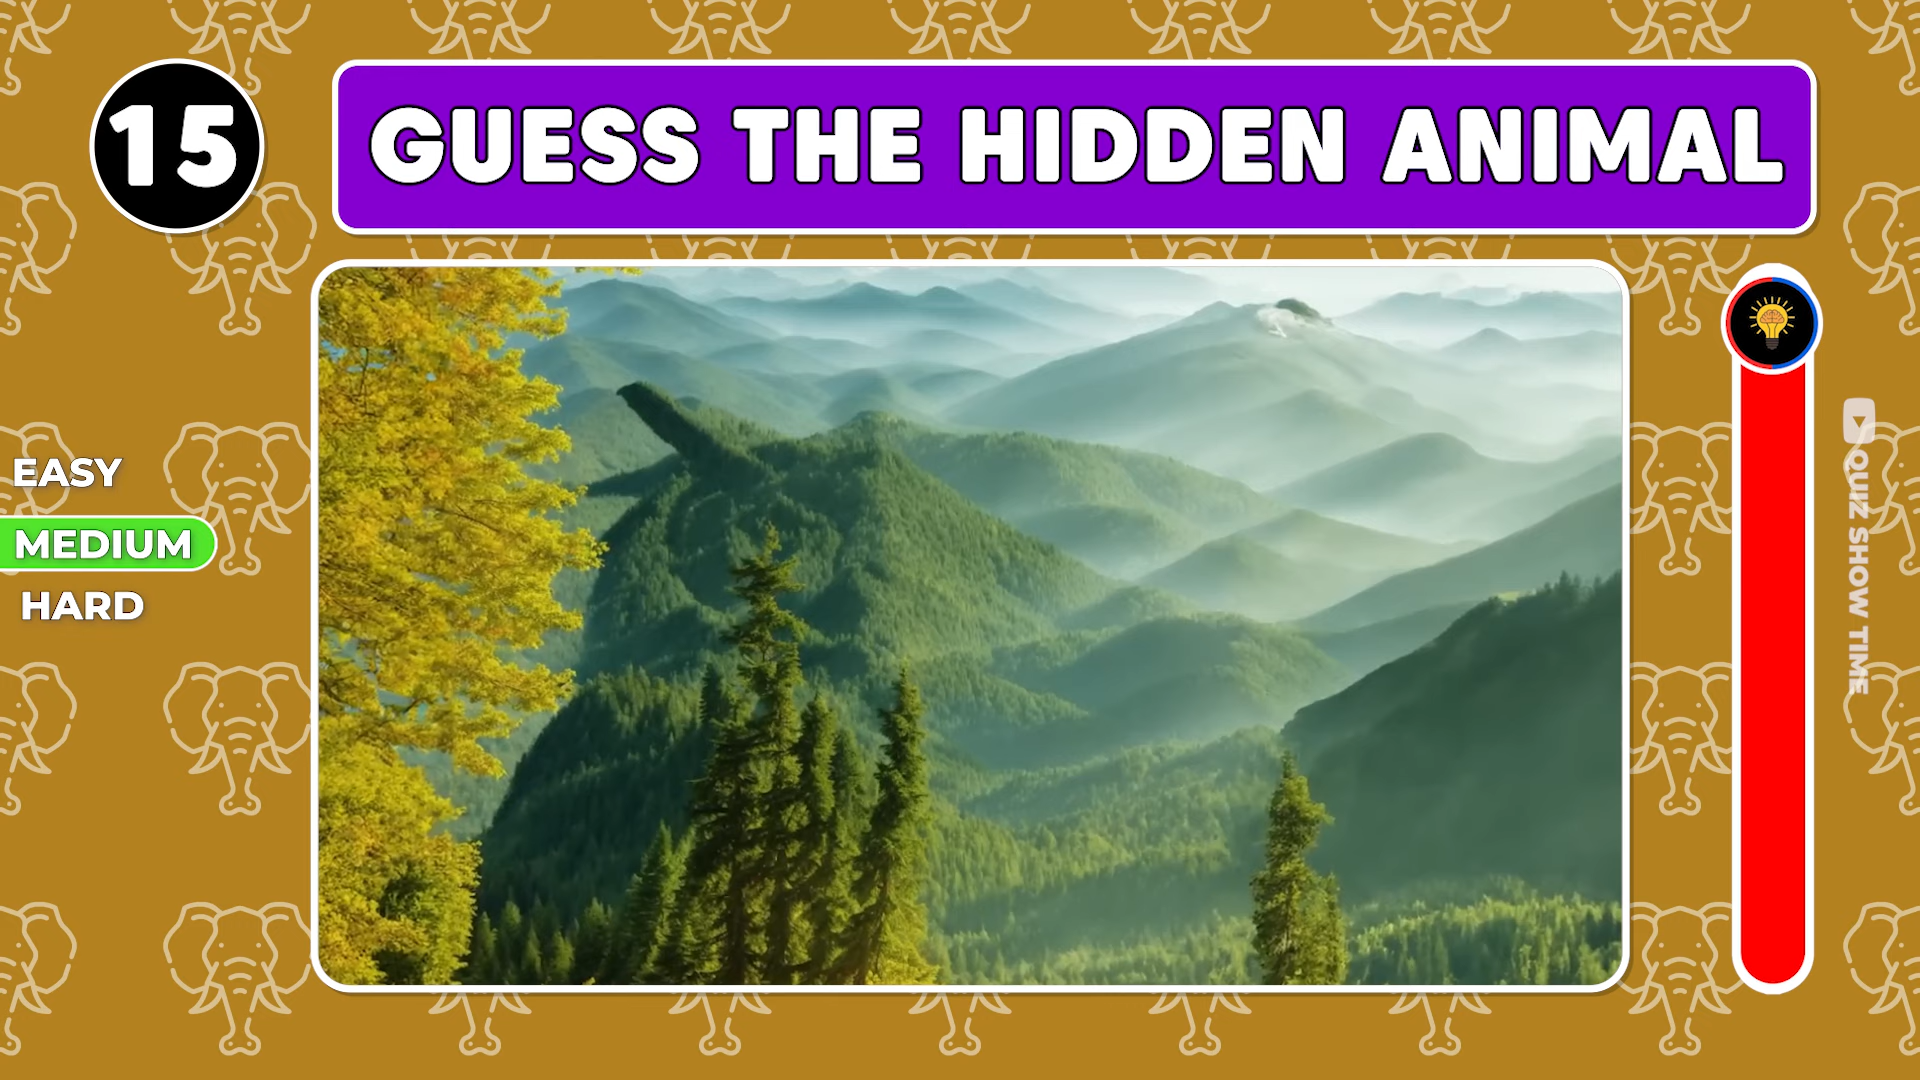 15
GUESS THE HIDDEN ANIMAL
EASY
MEDIUM
HARD
QUIZ SHOW TIME